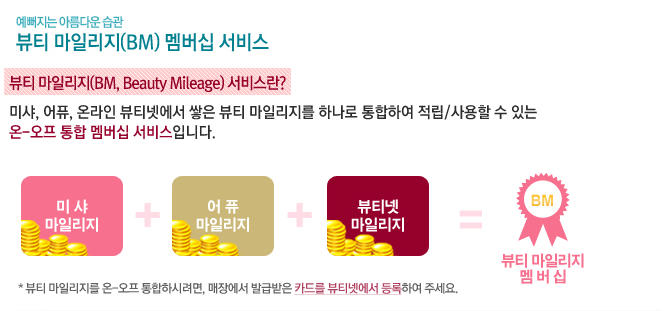 예뻐지는 아름다운 습관
뷰티 마일리지(BM) 멤버십 서비스
뷰티 마일리지(BM, Beauty Mileage) 서비스란?
미샤, 어퓨, 온라인 뷰티넷에서 쌓은 뷰티 마일리지를 하나로 통합하여 적립/사용할 수 있는
온-오프 통합 멤버십 서비스입니다.
미 샤
마일리지
+
어 퓨
마일리지
+
뷰티넷
마일리지
=
BM
뷰티 마일리지
멤 버 십
* 뷰티 마일리지를 온-오프 통합하시려면, 매장에서 발급받은 카드를 뷰티넷에서 등록하여 주세요.